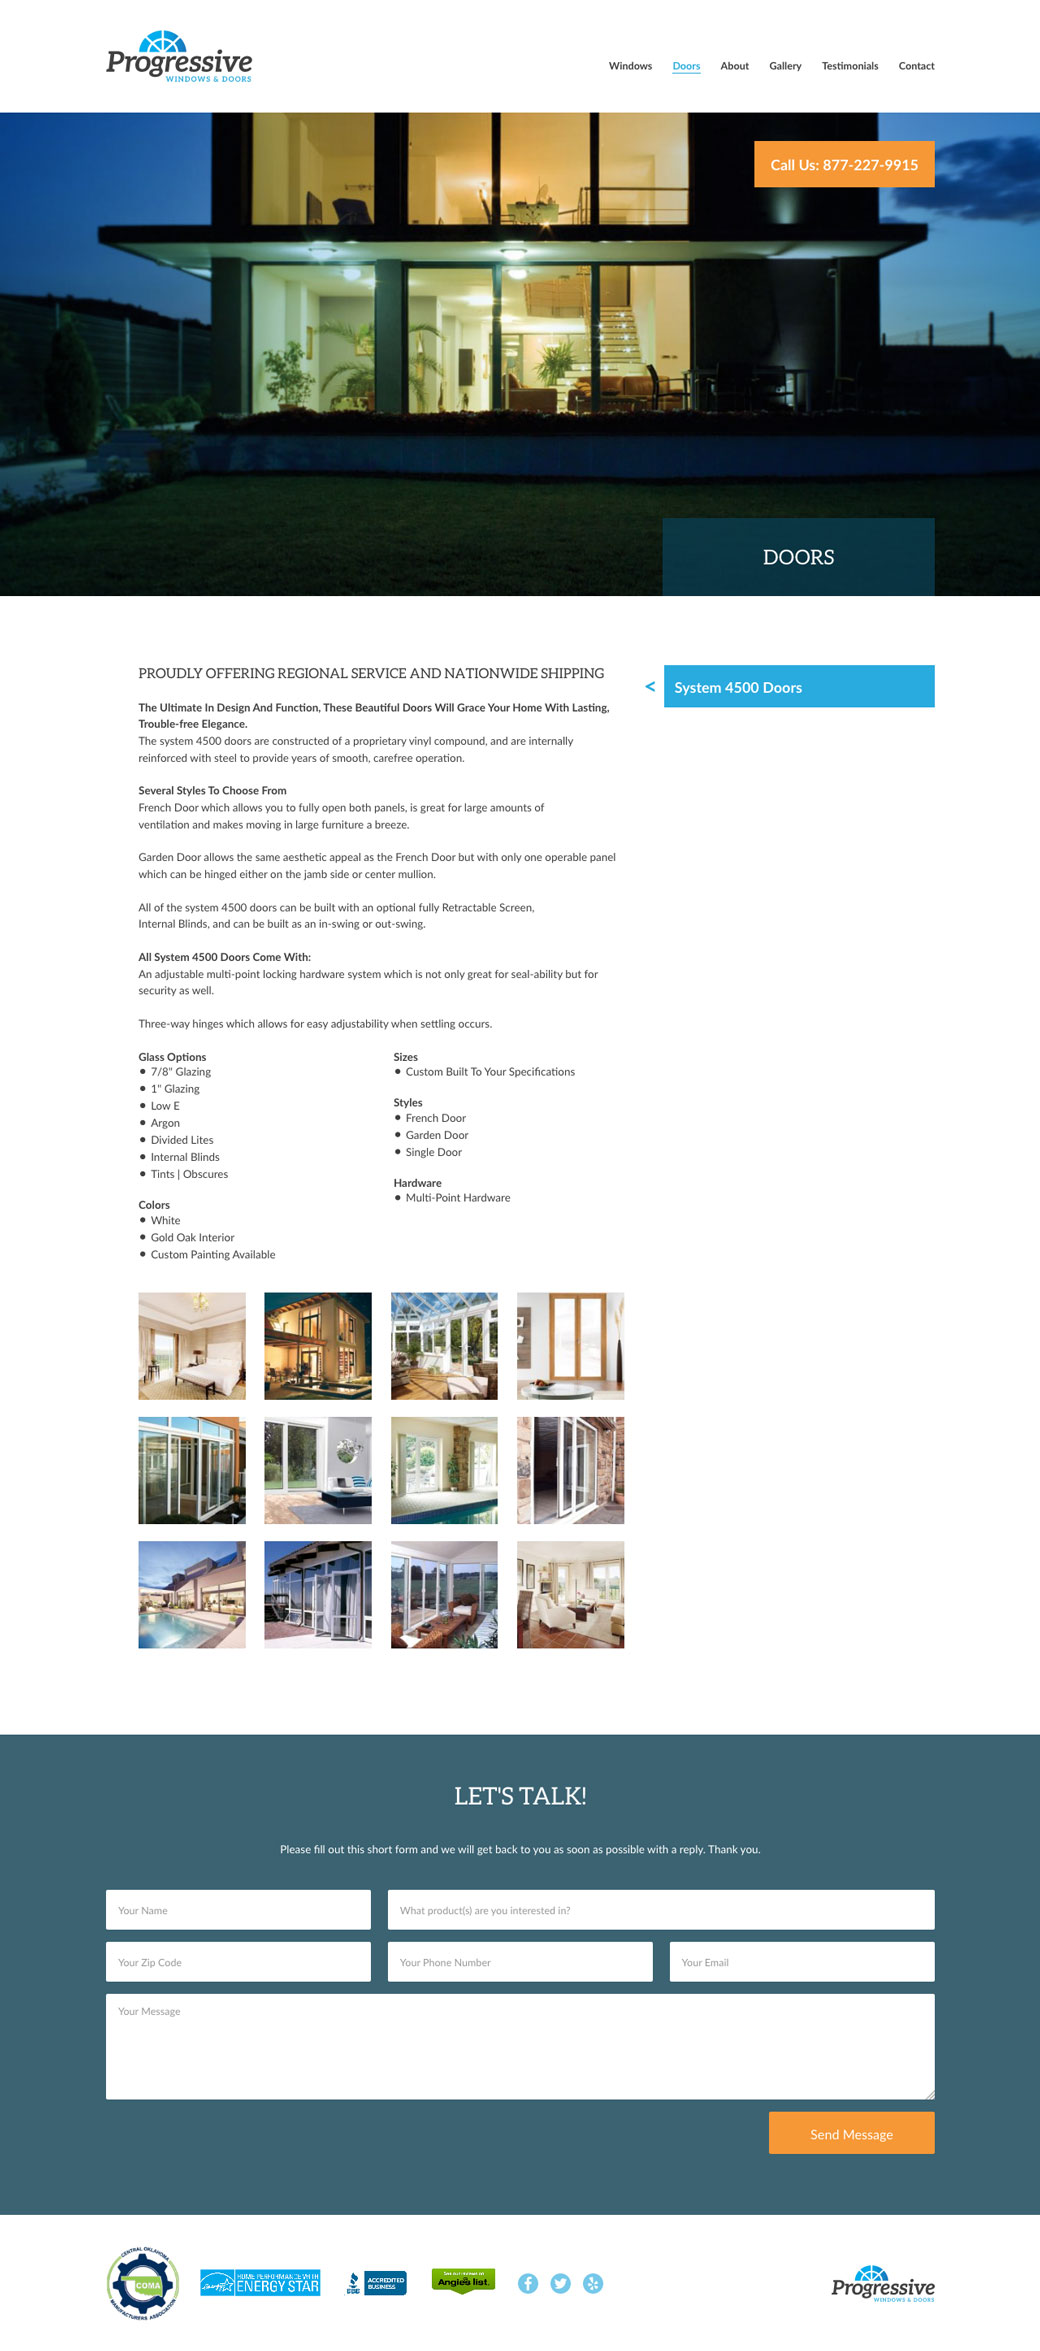 Progressive
WINDOWS & DOORS
Windows Doors About Gallery Testimonials Contact
Call Us: 877-227-9915
DOORS
PROUDLY OFFERING REGIONAL SERVICE AND NATIONWIDE SHIPPING
< System 4500 Doors
The Ultimate In Design And Function, These Beautiful Doors Will Grace Your Home With Lasting,
Trouble-free Elegance.
The system 4500 doors are constructed of a proprietary vinyl compound, and are internally
reinforced with steel to provide years of smooth, carefree operation.
Several Styles To Choose From
French Door which allows you to fully open both panels, is great for large amounts of
ventilation and makes moving in large furniture a breeze.
Garden Door allows the same aesthetic appeal as the French Door but with only one operable panel
which can be hinged either on the jamb side or center mullion.
All of the system 4500 doors can be built with an optional fully Retractable Screen,
Internal Blinds, and can be built as an in-swing or out-swing.
All System 4500 Doors Come With:
An adjustable multi-point locking hardware system which is not only great for seal-ability but for
security as well.
Three-way hinges which allows for easy adjustability when settling occurs.
Glass Options
• 7/8" Glazing
• 1" Glazing
• Low E
• Argon
• Divided Lites
• Internal Blinds
• Tints | Obscures
Colors
• White
• Gold Oak Interior
• Custom Painting Available
Sizes
• Custom Built To Your Specifications
Styles
• French Door
• Garden Door
• Single Door
Hardware
• Multi-Point Hardware
LET'S TALK!
Please fill out this short form and we will get back to you as soon as possible with a reply. Thank you.
Your Name
What product(s) are you interested in?
Your Zip Code
Your Phone Number
Your Email
Your Message
Send Message
CENTRAL OKLAHOMA
COMA
MANUFACTURERS ASSOCIATION
HOME PERFORMANCE WITH
ENERGY STAR
BBB
ACCREDITED
BUSINESS
Angie's list.
Progressive
WINDOWS & DOORS